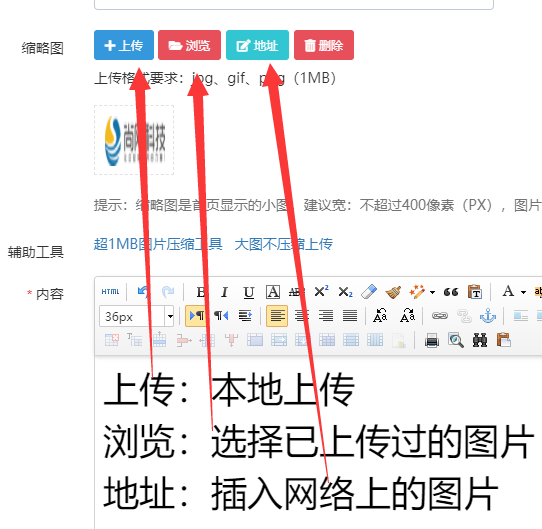 缩略图 上传 浏览 地址 删除
上传格式要求：jpg、gif、png（1MB）
尚网科技
提示：缩略图是首页显示的小图，建议宽：不超过400像素（PX），图片
辅助工具 超1MB图片压缩工具 大图不压缩上传
* 内容
HTML B I U A ABC X² X₂ A
36px
上传：本地上传
浏览：选择已上传过的图片
地址：插入网络上的图片